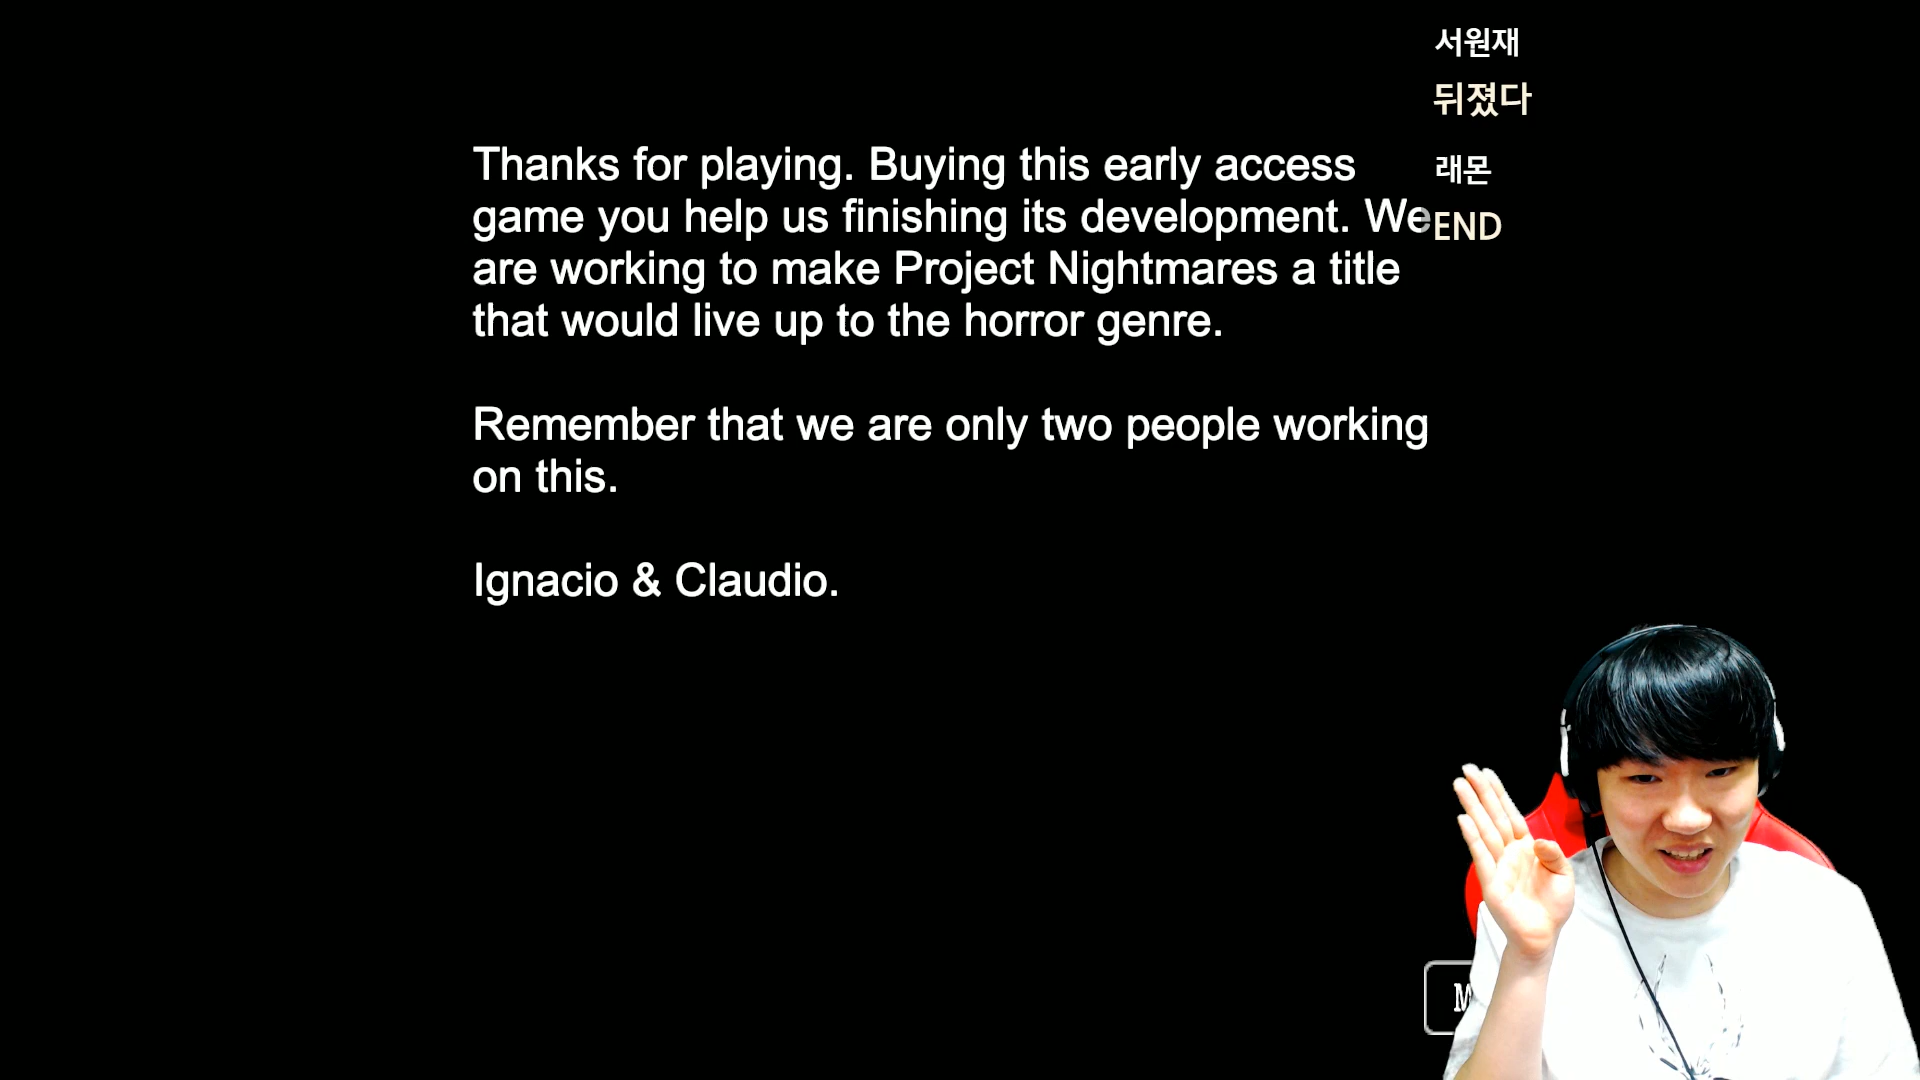 Thanks for playing. Buying this early access
game you help us finishing its development. We
are working to make Project Nightmares a title
that would live up to the horror genre.
Remember that we are only two people working
on this.
Ignacio & Claudio.
서원재
뒤졌다
래몬
END